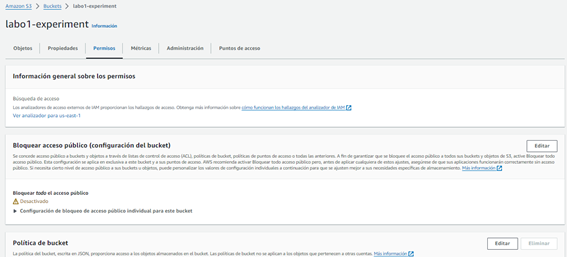 Amazon S3 > Buckets > labo1-experiment
labo1-experiment Información
Objetos Propiedades Permisos Métricas Administración Puntos de acceso
Información general sobre los permisos
Búsqueda de acceso
Los analizadores de acceso externos de IAM proporcionan los hallazgos de acceso. Obtenga más información sobre cómo funcionan los hallazgos del analizador de IAM
Ver analizador para us-east-1
Bloquear acceso público (configuración del bucket) Editar
Se concede acceso público a buckets y objetos a través de listas de control de acceso (ACL), políticas de bucket, políticas de puntos de acceso o todas las anteriores. A fin de garantizar que se bloquee el acceso público a todos sus buckets y objetos de S3, active Bloquear todo
acceso público. Esta configuración se aplica en exclusiva a este bucket y a sus puntos de acceso. AWS recomienda activar Bloquear todo acceso público pero, antes de aplicar cualquiera de estos ajustes, asegúrese de que sus aplicaciones funcionarán correctamente sin acceso
público. Si necesita cierto nivel de acceso público a sus buckets u objetos, puede personalizar los valores de configuración individuales a continuación para que se ajusten mejor a sus necesidades específicas de almacenamiento. Más información
Bloquear todo el acceso público
Desactivado
Configuración de bloqueo de acceso público individual para este bucket
Política de bucket Editar Eliminar
La política del bucket, escrita en JSON, proporciona acceso a los objetos almacenados en el bucket. Las políticas de bucket no se aplican a los objetos que pertenecen a otras cuentas. Más información